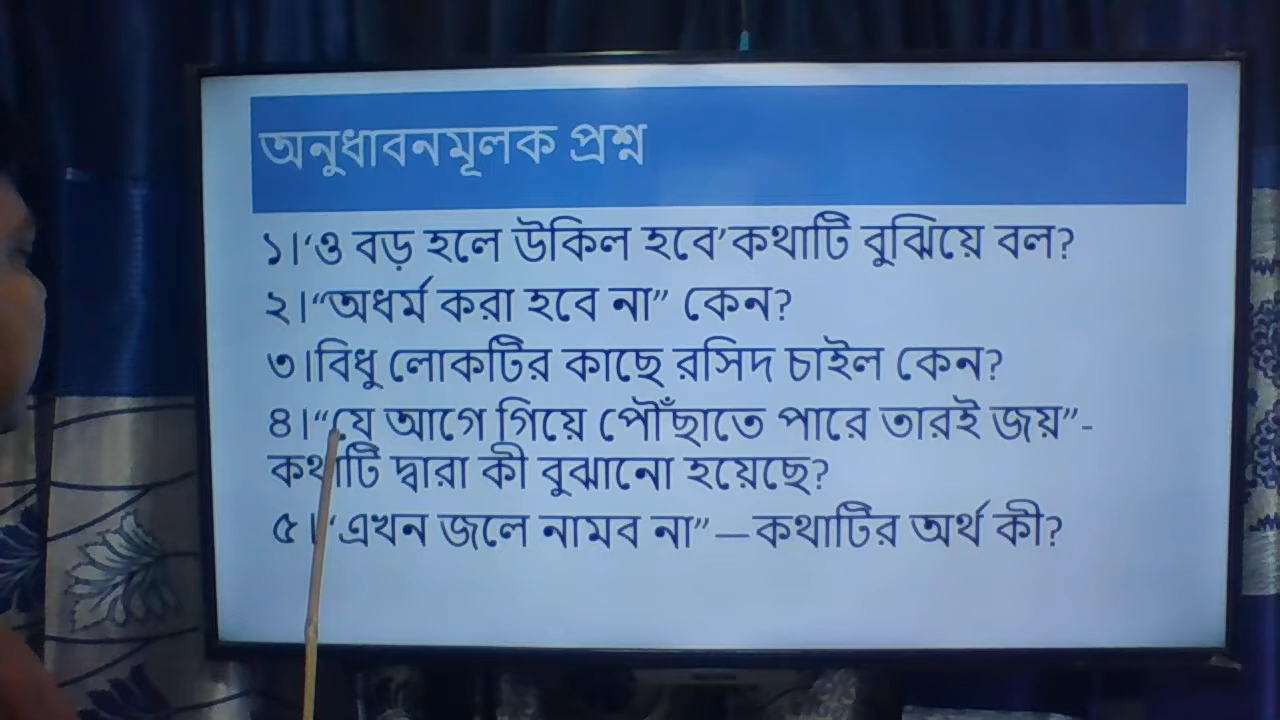 অনুধাবনমূলক প্রশ্ন
১।‘ও বড় হলে উকিল হবে’কথাটি বুঝিয়ে বল?
২।“অধর্ম করা হবে না” কেন?
৩।বিধু লোকটির কাছে রসিদ চাইল কেন?
৪।“যে আগে গিয়ে পৌঁছাতে পারে তারই জয়”-
কথাটি দ্বারা কী বুঝানো হয়েছে?
৫।‘এখন জলে নামব না”—কথাটির অর্থ কী?